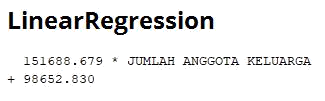 LinearRegression
151688.679 * JUMLAH ANGGOTA KELUARGA
+ 98652.830